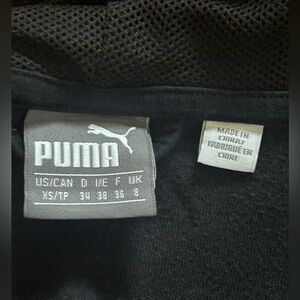 PUMA
US/CAN D I/E F UK
XS/TP 34 38 36 8
MADE IN
CHINA/
FABRIQUÉ EN
CHINE